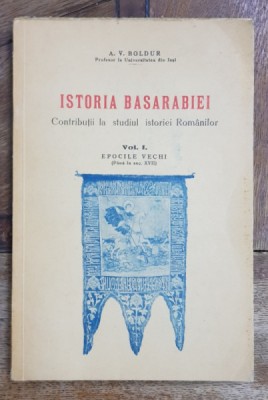 A. V. BOLDUR
Profesor la Universitatea din Iași
ISTORIA BASARABIEI
Contribuții la studiul istoriei Românilor
Vol. I.
EPOCILE VECHI
(Până la sec. XVII)